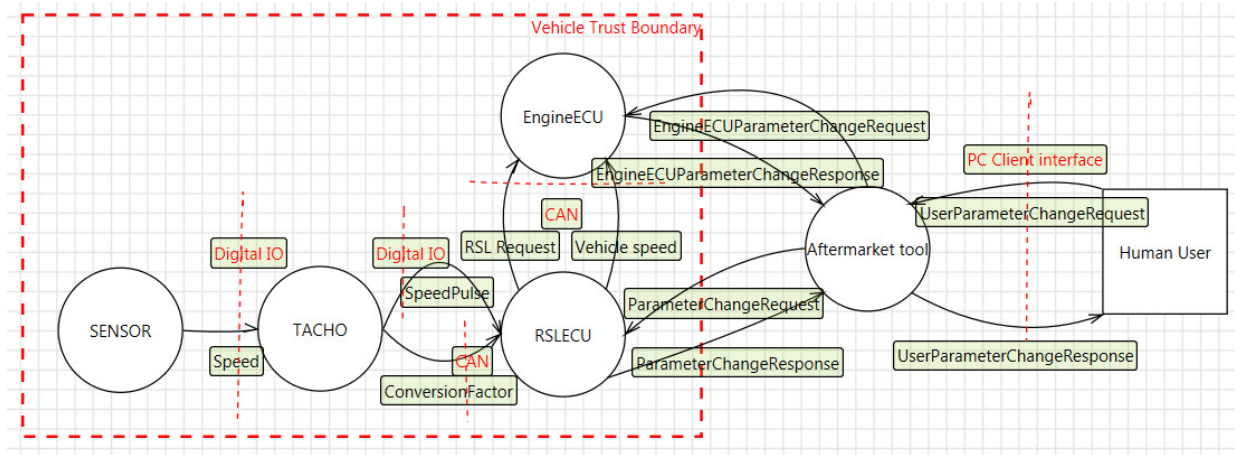 Vehicle Trust Boundary
EngineECU
EngineECUParameterChangeRequest
PC Client interface
EngineECUParameterChangeResponse
CAN
UserParameterChangeRequest
Digital IO
Digital IO
RSL Request
Vehicle speed
Aftermarket tool
Human User
SpeedPulse
ParameterChangeRequest
SENSOR
TACHO
RSLECU
Speed
CAN
ParameterChangeResponse
UserParameterChangeResponse
ConversionFactor